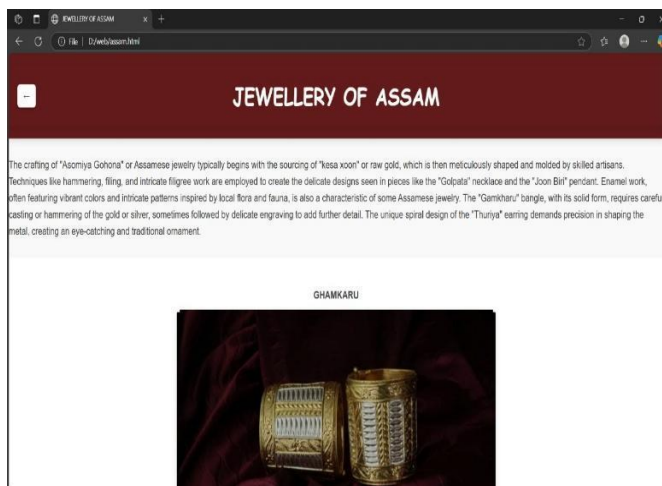 JEWELLERY OF ASSAM
File | D:/web/assam.html
JEWELLERY OF ASSAM
The crafting of "Asomiya Gohona" or Assamese jewelry typically begins with the sourcing of "kesa xoon" or raw gold, which is then meticulously shaped and molded by skilled artisans.
Techniques like hammering, filing, and intricate filigree work are employed to create the delicate designs seen in pieces like the "Golpata" necklace and the "Joon Biri" pendant. Enamel work,
often featuring vibrant colors and intricate patterns inspired by local flora and fauna, is also a characteristic of some Assamese jewelry. The "Gamkharu" bangle, with its solid form, requires carefu
casting or hammering of the gold or silver, sometimes followed by delicate engraving to add further detail. The unique spiral design of the "Thuriya" earring demands precision in shaping the
metal, creating an eye-catching and traditional ornament.
GHAMKARU